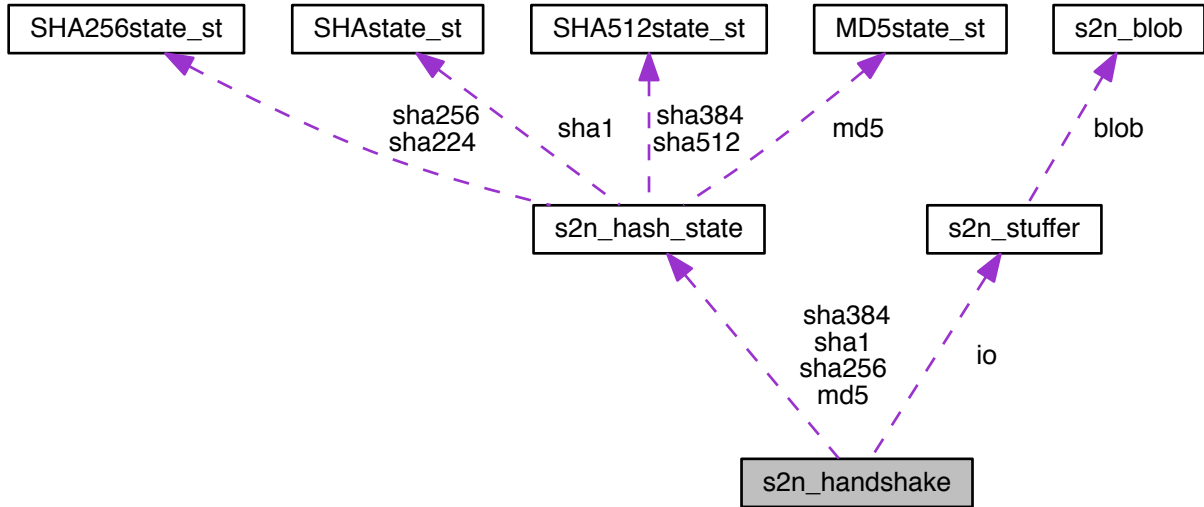 SHA256state_st
SHAstate_st
SHA512state_st
MD5state_st
s2n_blob
sha256
sha224
sha1
sha384
sha512
md5
blob
s2n_hash_state
s2n_stuffer
sha384
sha1
sha256
md5
io
s2n_handshake